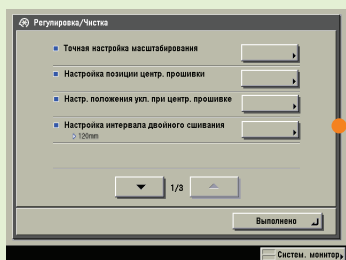 Регулировка/Чистка
Точная настройка масштабирования
Настройка позиции центр. прошивки
Настр. положения укл. при центр. прошивке
Настройка интервала двойного сшивания
120mm
1/3
Выполнено
Систем. монитор